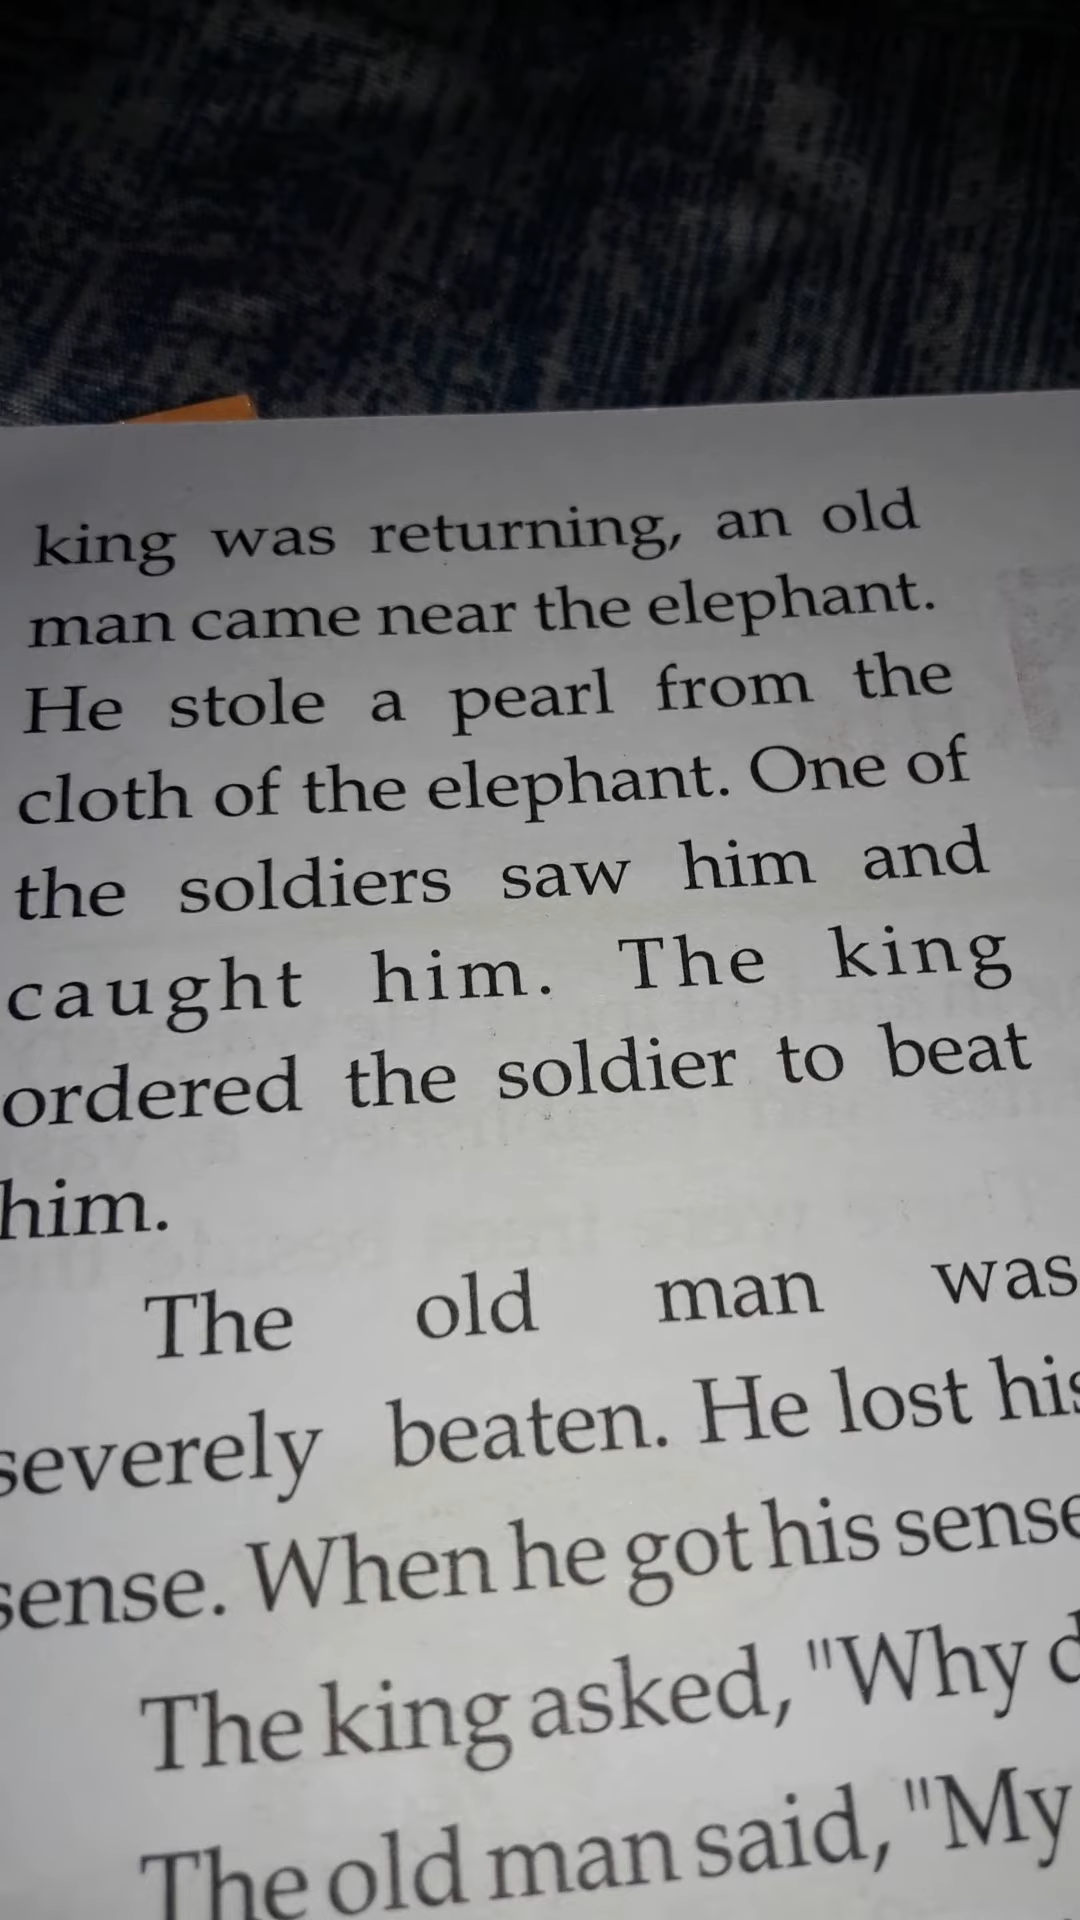 king was returning, an old
man came near the elephant.
He stole a pearl from the
cloth of the elephant. One of
the soldiers saw him and
caught him. The king
ordered the soldier to beat
him.
The old man was
severely beaten. He lost his
sense. When he got his sense
The king asked, "Why
The old man said, "My